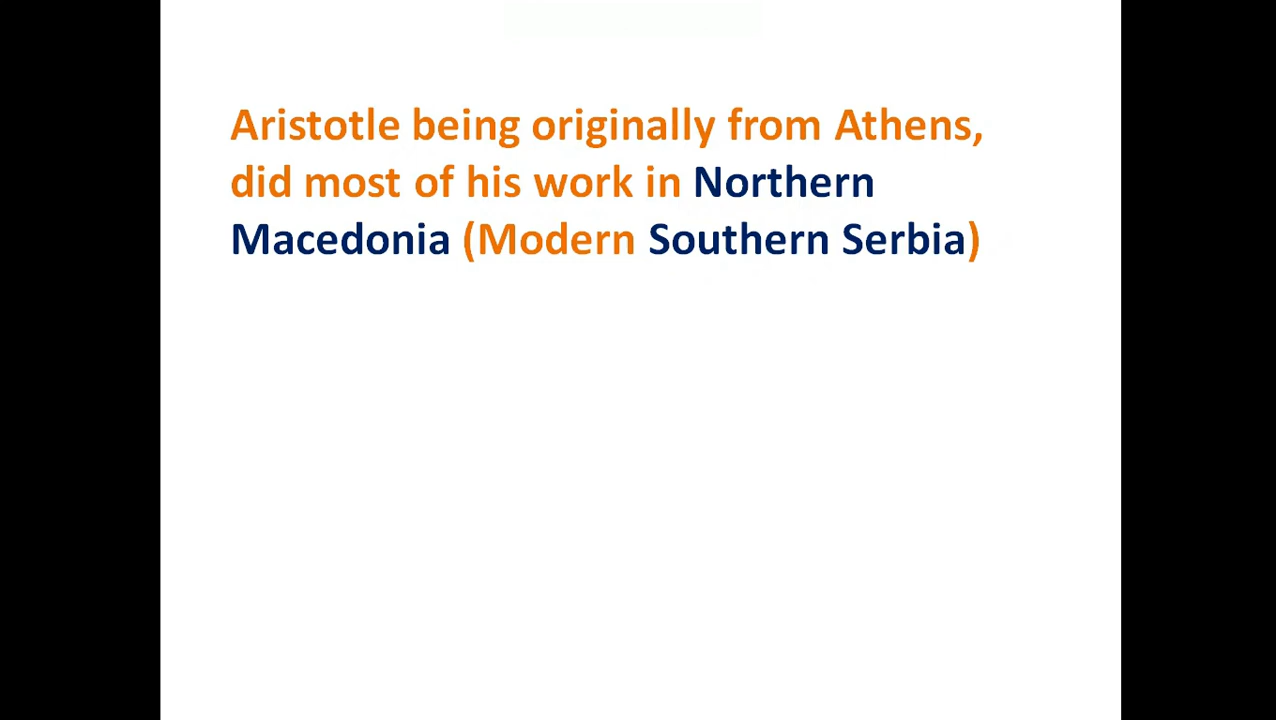 Aristotle being originally from Athens,
did most of his work in Northern
Macedonia (Modern Southern Serbia)